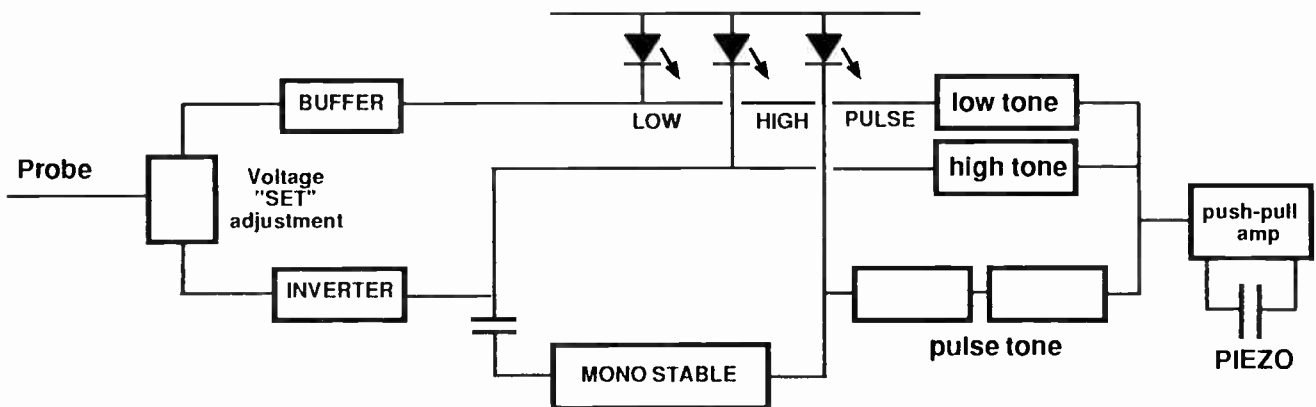 BUFFER
LOW
HIGH
PULSE
low tone
Probe
Voltage
"SET"
adjustment
high tone
push-pull
amp
INVERTER
pulse tone
MONO STABLE
PIEZO